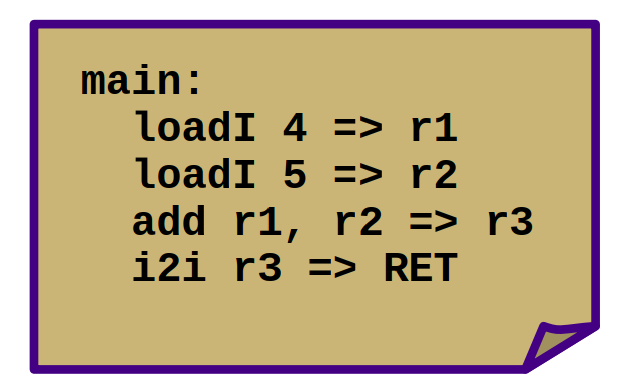 main:
  loadI 4 => r1
  loadI 5 => r2
  add r1, r2 => r3
  i2i r3 => RET